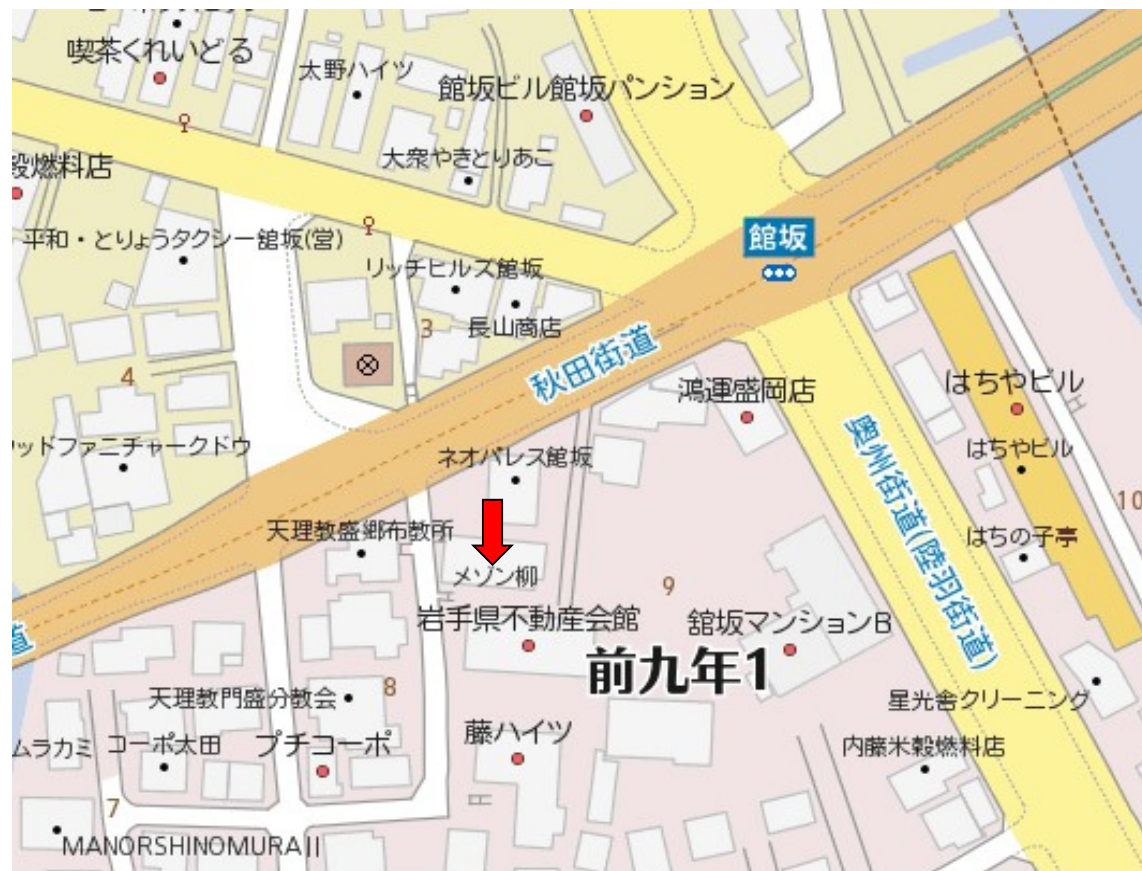 喫茶くれいどる
太野ハイツ
館坂ビル館坂パンション
大衆やきとりあこ
燃料店
平和・とりょうタクシー舘坂(営)
館坂
リッチヒルズ館坂
3
長山商店
4
秋田街道
鴻運盛岡店
はちやビル
ッドファニチャークドウ
ネオパレス館坂
奥州街道(陸羽街道)
はちやビル
10
天理教盛郷布教所
はちの子亭
メゾン柳
9
道
岩手県不動産会館
舘坂マンションB
前九年1
8
天理教門盛分教会
星光舎クリーニング
ムラカミ
コーポ太田
プチコーポ
藤ハイツ
内藤米穀燃料店
7
MANORSHINOMURAII